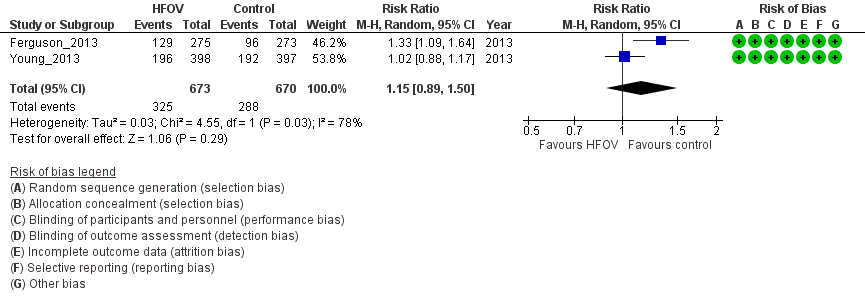 HFOV Control Risk Ratio Risk Ratio Risk of Bias
Study or Subgroup Events Total Events Total Weight M-H, Random, 95% CI Year M-H, Random, 95% CI A B C D E F G
Ferguson_2013 129 275 96 273 46.2% 1.33 [1.09, 1.64] 2013 + + + + + + +
Young_2013 196 398 192 397 53.8% 1.02 [0.88, 1.17] 2013 + + + + + + +
Total (95% CI) 673 670 100.0% 1.15 [0.89, 1.50]
Total events 325 288
Heterogeneity: Tau² = 0.03; Chi² = 4.55, df = 1 (P = 0.03); I² = 78%
Test for overall effect: Z = 1.06 (P = 0.29)
0.5 0.7 1 1.5 2
Favours HFOV Favours control
Risk of bias legend
(A) Random sequence generation (selection bias)
(B) Allocation concealment (selection bias)
(C) Blinding of participants and personnel (performance bias)
(D) Blinding of outcome assessment (detection bias)
(E) Incomplete outcome data (attrition bias)
(F) Selective reporting (reporting bias)
(G) Other bias